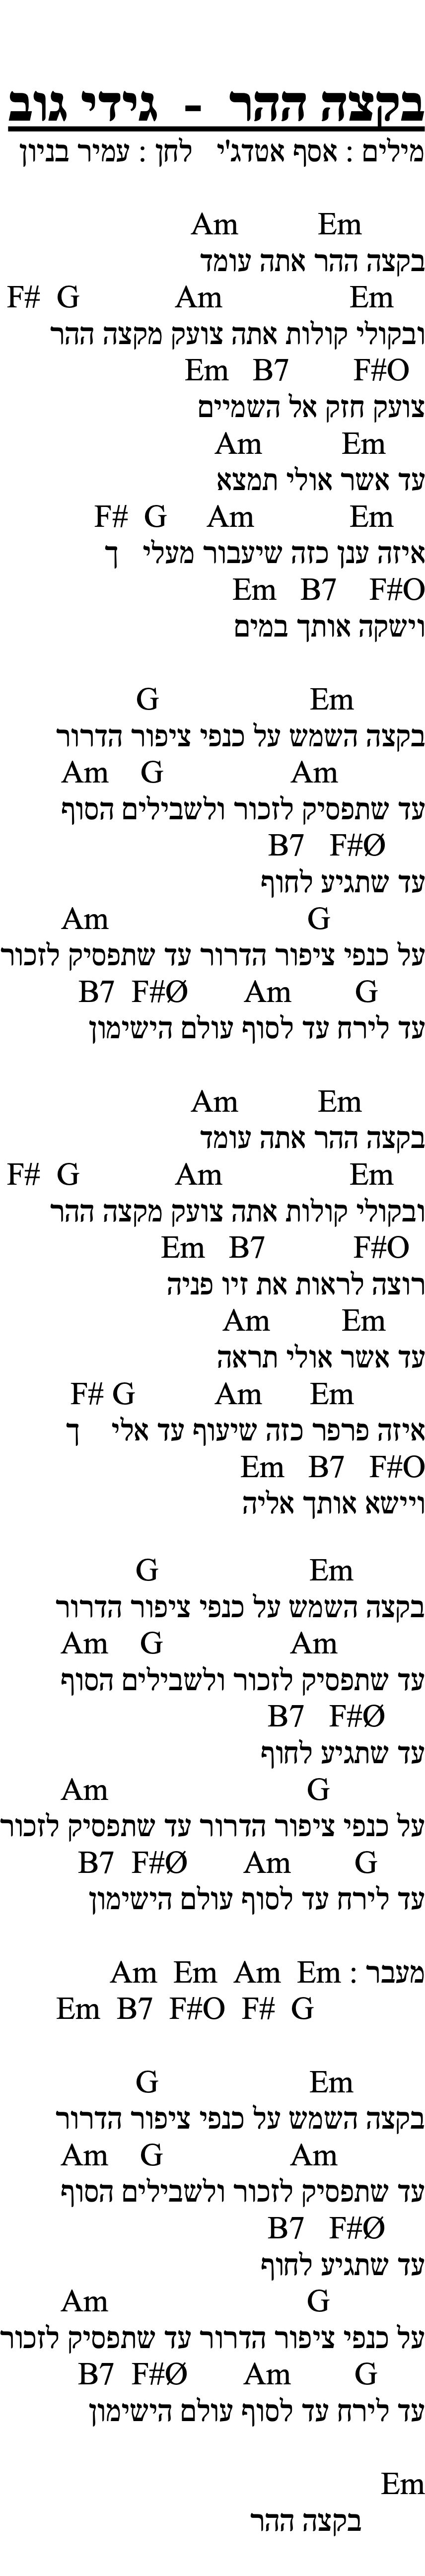 בקצה ההר - גידי גוב
מילים : אסף אטדג'י לחן : עמיר בניון
Am Em
בקצה ההר אתה עומד
F# G Am Em
ובקולי קולות אתה צועק מקצה ההר
Em B7 F#O
צועק חזק אל השמיים
Am Em
עד אשר אולי תמצא
F# G Am Em
איזה ענן כזה שיעבור מעלי ך
Em B7 F#O
וישקה אותך במים
G Em
בקצה השמש על כנפי ציפור הדרור
Am G Am
עד שתפסיק לזכור ולשבילים הסוף
B7 F#Ø
עד שתגיע לחוף
Am G
על כנפי ציפור הדרור עד שתפסיק לזכור
B7 F#Ø Am G
עד לירח עד לסוף עולם הישימון
Am Em
בקצה ההר אתה עומד
F# G Am Em
ובקולי קולות אתה צועק מקצה ההר
Em B7 F#O
רוצה לראות את זיו פניה
Am Em
עד אשר אולי תראה
F# G Am Em
איזה פרפר כזה שיעוף עד אלי ך
Em B7 F#O
ויישא אותך אליה
G Em
בקצה השמש על כנפי ציפור הדרור
Am G Am
עד שתפסיק לזכור ולשבילים הסוף
B7 F#Ø
עד שתגיע לחוף
Am G
על כנפי ציפור הדרור עד שתפסיק לזכור
B7 F#Ø Am G
עד לירח עד לסוף עולם הישימון
מעבר : Am Em Am Em
Em B7 F#O F# G
G Em
בקצה השמש על כנפי ציפור הדרור
Am G Am
עד שתפסיק לזכור ולשבילים הסוף
B7 F#Ø
עד שתגיע לחוף
Am G
על כנפי ציפור הדרור עד שתפסיק לזכור
B7 F#Ø Am G
עד לירח עד לסוף עולם הישימון
Em
בקצה ההר